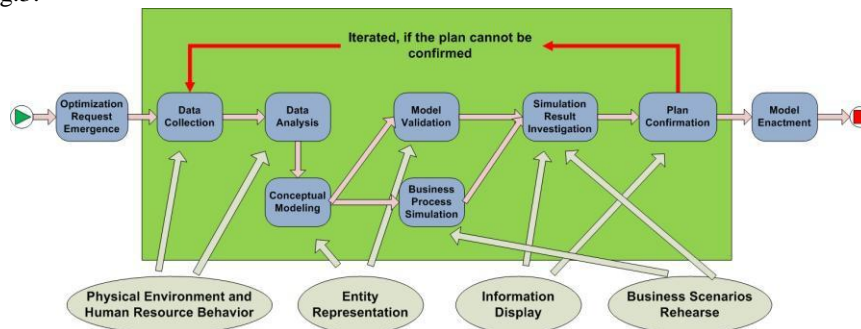 Iterated, if the plan cannot be
confirmed
Optimization
Request
Emergence
Data
Collection
Data
Analysis
Model
Validation
Simulation
Result
Investigation
Plan
Confirmation
Model
Enactment
Conceptual
Modeling
Business
Process
Simulation
Physical Environment and
Human Resource Behavior
Entity
Representation
Information
Display
Business Scenarios
Rehearse